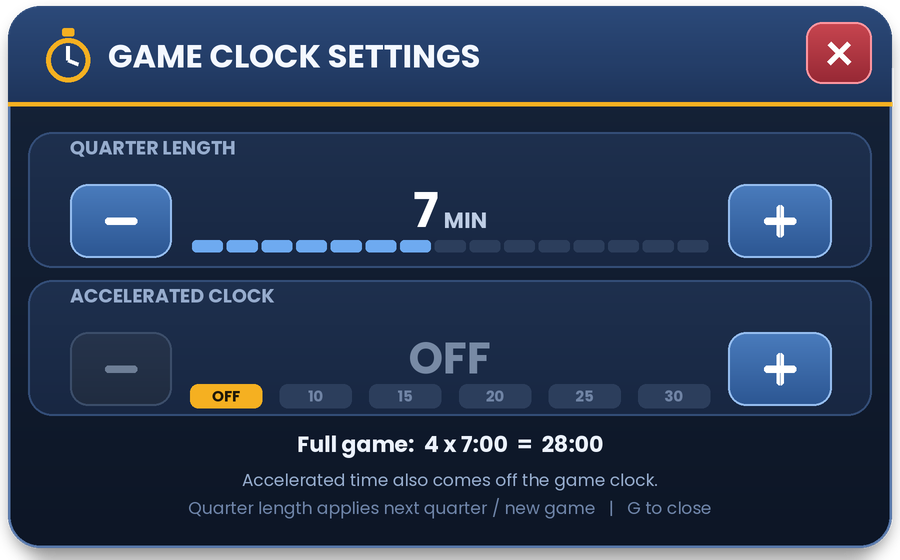 GAME CLOCK SETTINGS
QUARTER LENGTH
7 MIN
ACCELERATED CLOCK
OFF
OFF 10 15 20 25 30
Full game: 4 x 7:00 = 28:00
Accelerated time also comes off the game clock.
Quarter length applies next quarter / new game | G to close